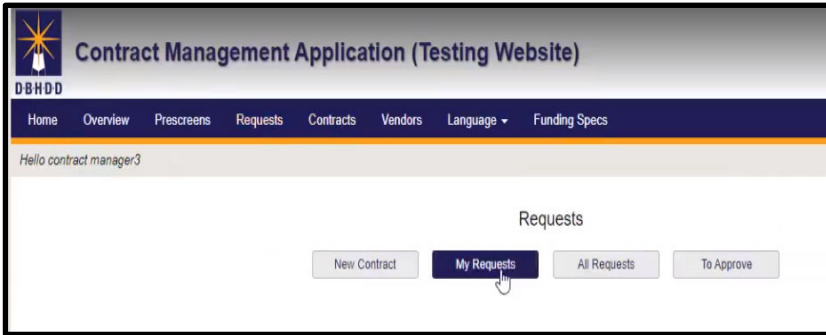 Contract Management Application (Testing Website)
D·B·H·D·D
Home Overview Prescreens Requests Contracts Vendors Language Funding Specs
Hello contract manager3
Requests
New Contract My Requests All Requests To Approve